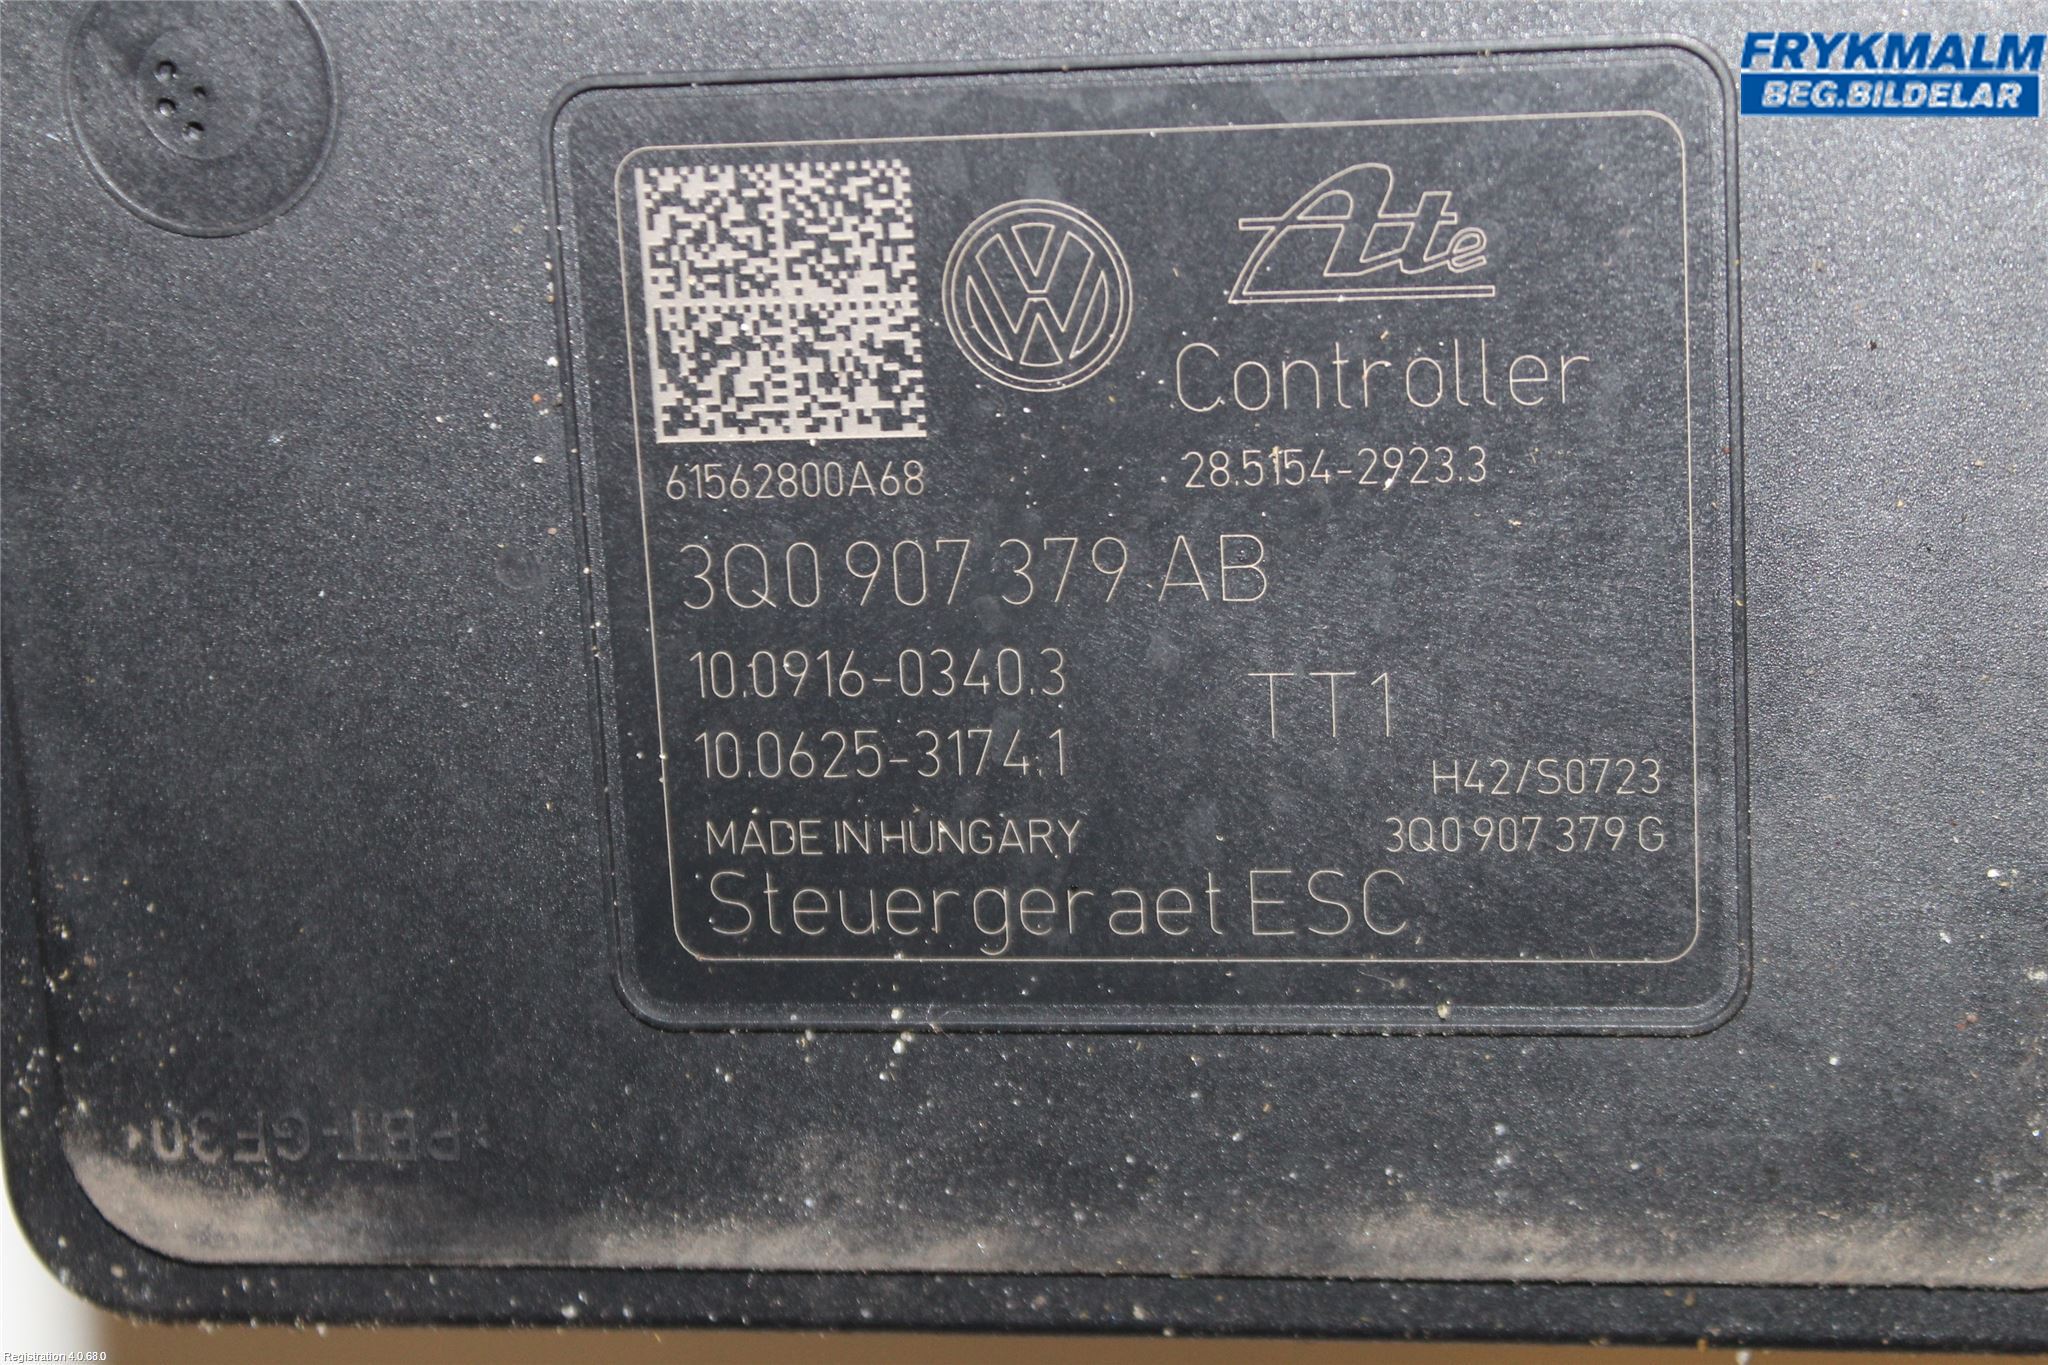 FRYKMALM
BEG.BILDELAR
Ate
Controller
61562800A68
28.5154-2923.3
3Q0 907 379 AB
10.0916-0340.3
TT1
10.0625-3174.1
H42/S0723
MADE IN HUNGARY
3Q0 907 379 G
Steuergeraet ESC
>PBT-GF30<
Registration 4.0.68.0